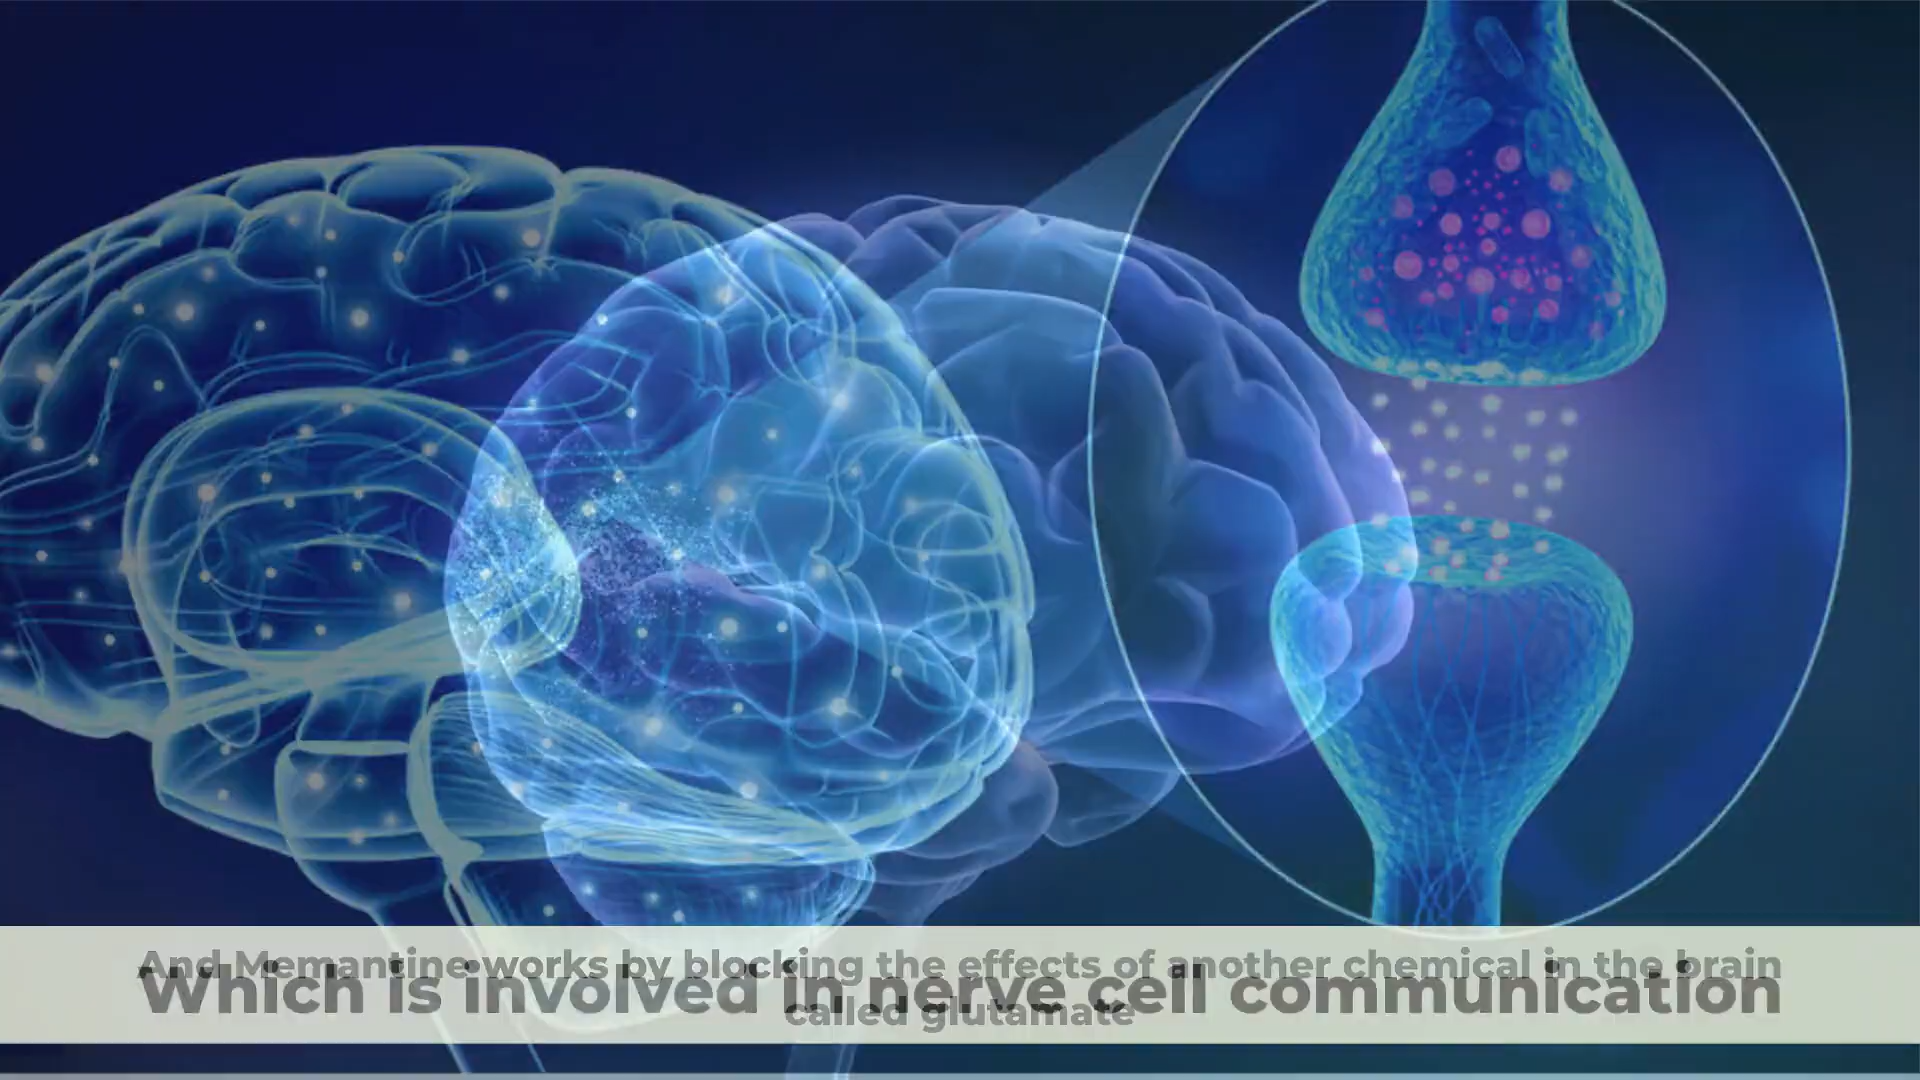 And Memantine works by blocking the effects of another chemical in the brain
called glutamate
Which is involved in nerve cell communication